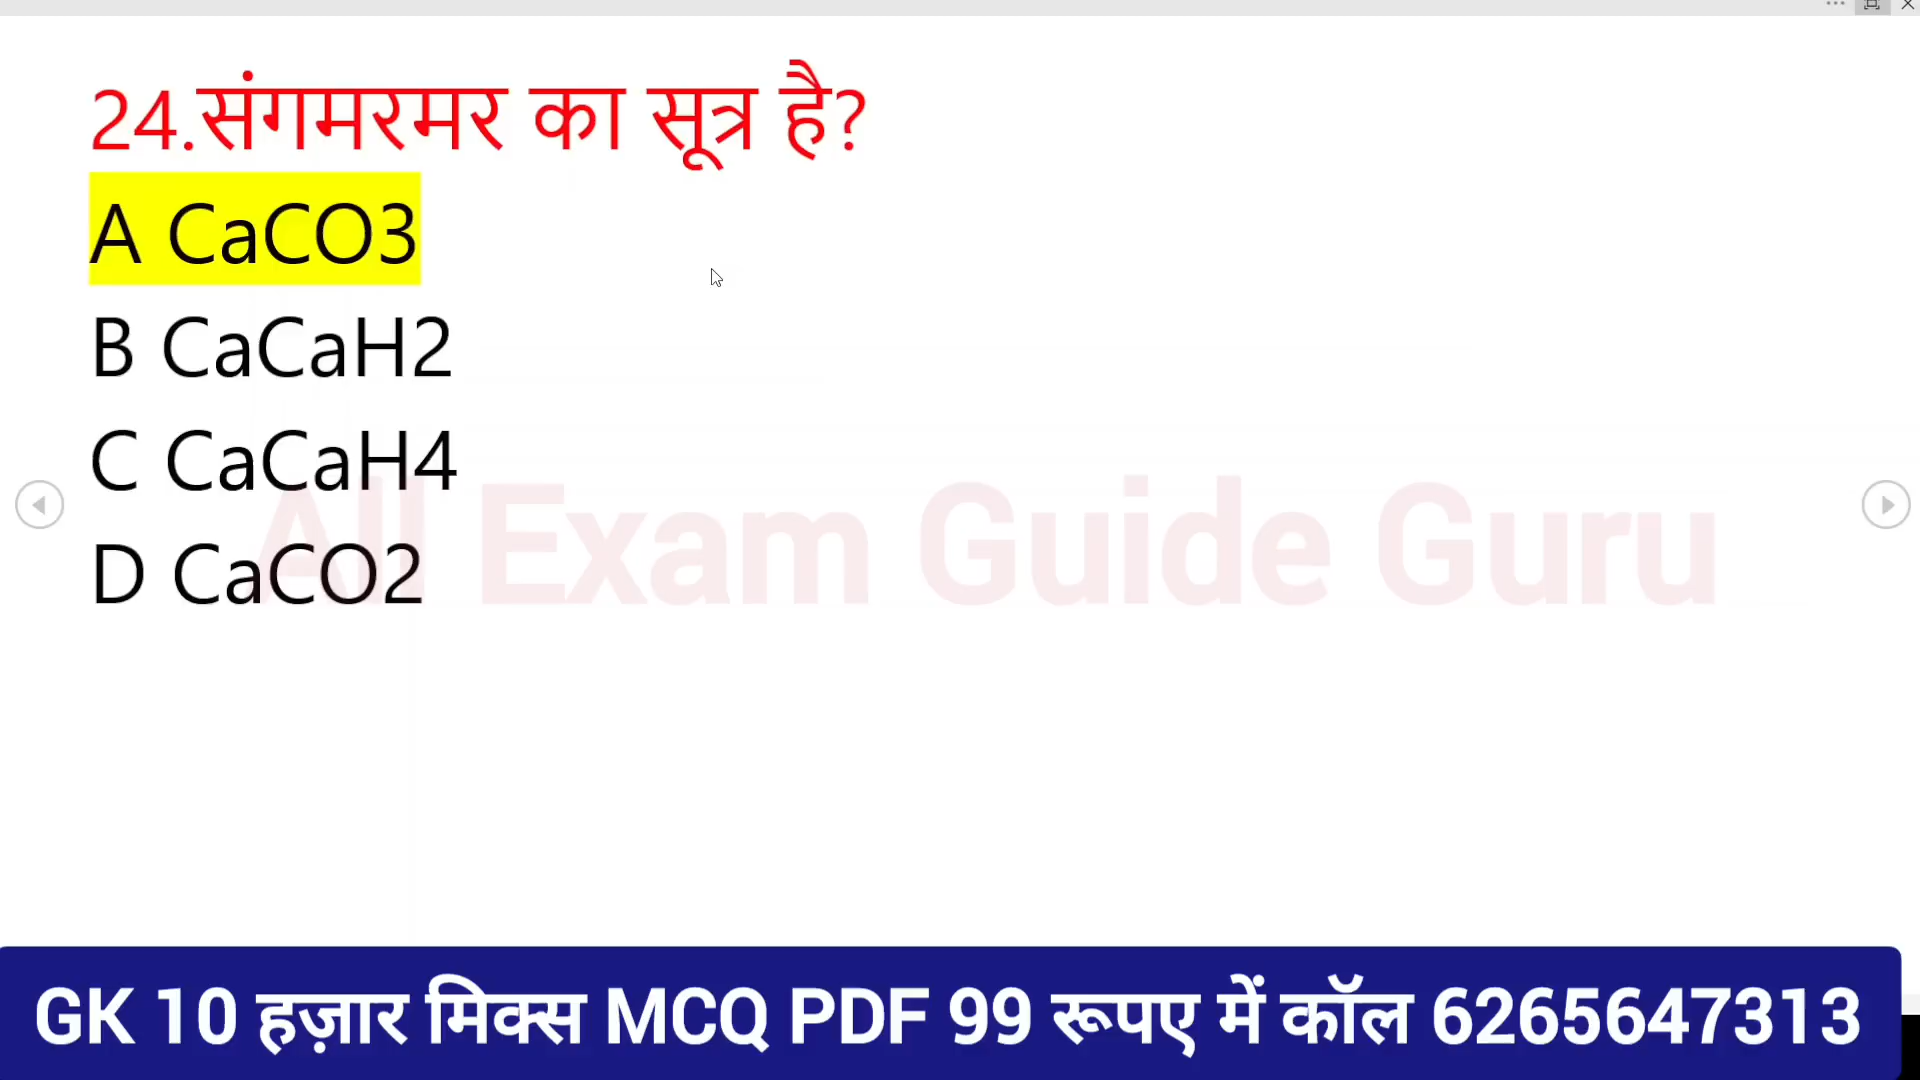 24.संगमरमर का सूत्र है?
A CaCO3
B CaCaH2
C CaCaH4
D CaCO2
All Exam Guide Guru
GK 10 हज़ार मिक्स MCQ PDF 99 रूपए में कॉल 6265647313